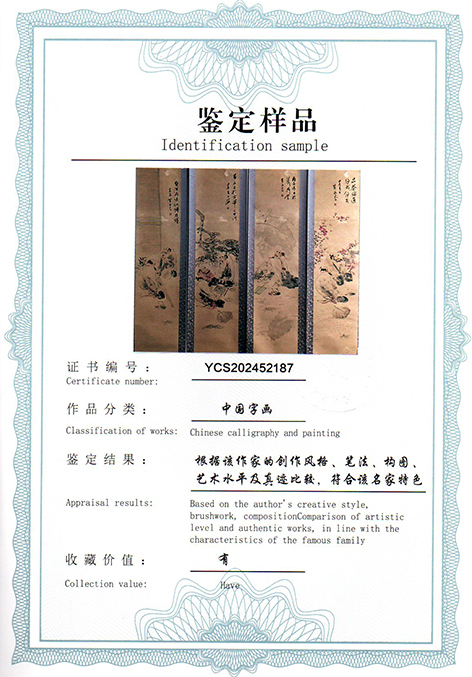 鉴定样品
Identification sample
证书编号： YCS202452187
Certificate number:
作品分类： 中国字画
Classification of works: Chinese calligraphy and painting
鉴定结果： 根据该作家的创作风格、笔法、构图、
艺术水平及真迹比较，符合该名家特色
Appraisal results: Based on the author's creative style,
brushwork, compositionComparison of artistic
level and authentic works, in line with the
characteristics of the famous family
收藏价值： 有
Collection value: Have